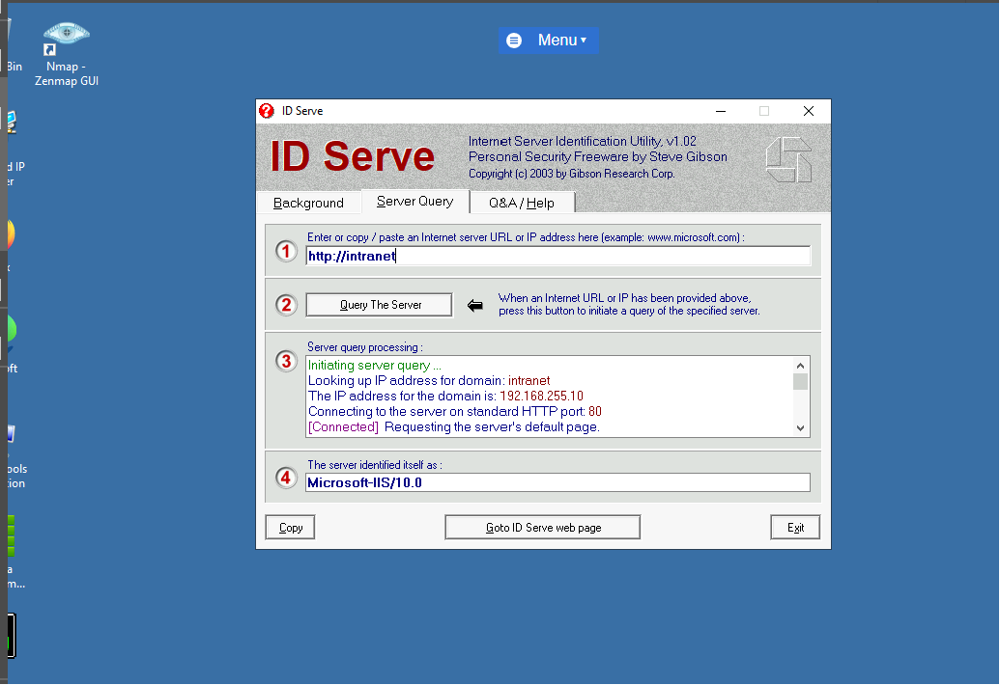 Bin
Nmap -
Zenmap GUI
Menu
ID Serve
ID Serve
Internet Server Identification Utility, v1.02
Personal Security Freeware by Steve Gibson
Copyright (c) 2003 by Gibson Research Corp.
Background
Server Query
Q&A / Help
1
Enter or copy / paste an Internet server URL or IP address here (example: www.microsoft.com) :
http://intranet
2
Query The Server
When an Internet URL or IP has been provided above,
press this button to initiate a query of the specified server.
3
Server query processing :
Initiating server query ...
Looking up IP address for domain: intranet
The IP address for the domain is: 192.168.255.10
Connecting to the server on standard HTTP port: 80
[Connected] Requesting the server's default page.
4
The server identified itself as :
Microsoft-IIS/10.0
Copy
Goto ID Serve web page
Exit
d IP
er
k
oft
ools
tion
a
m...